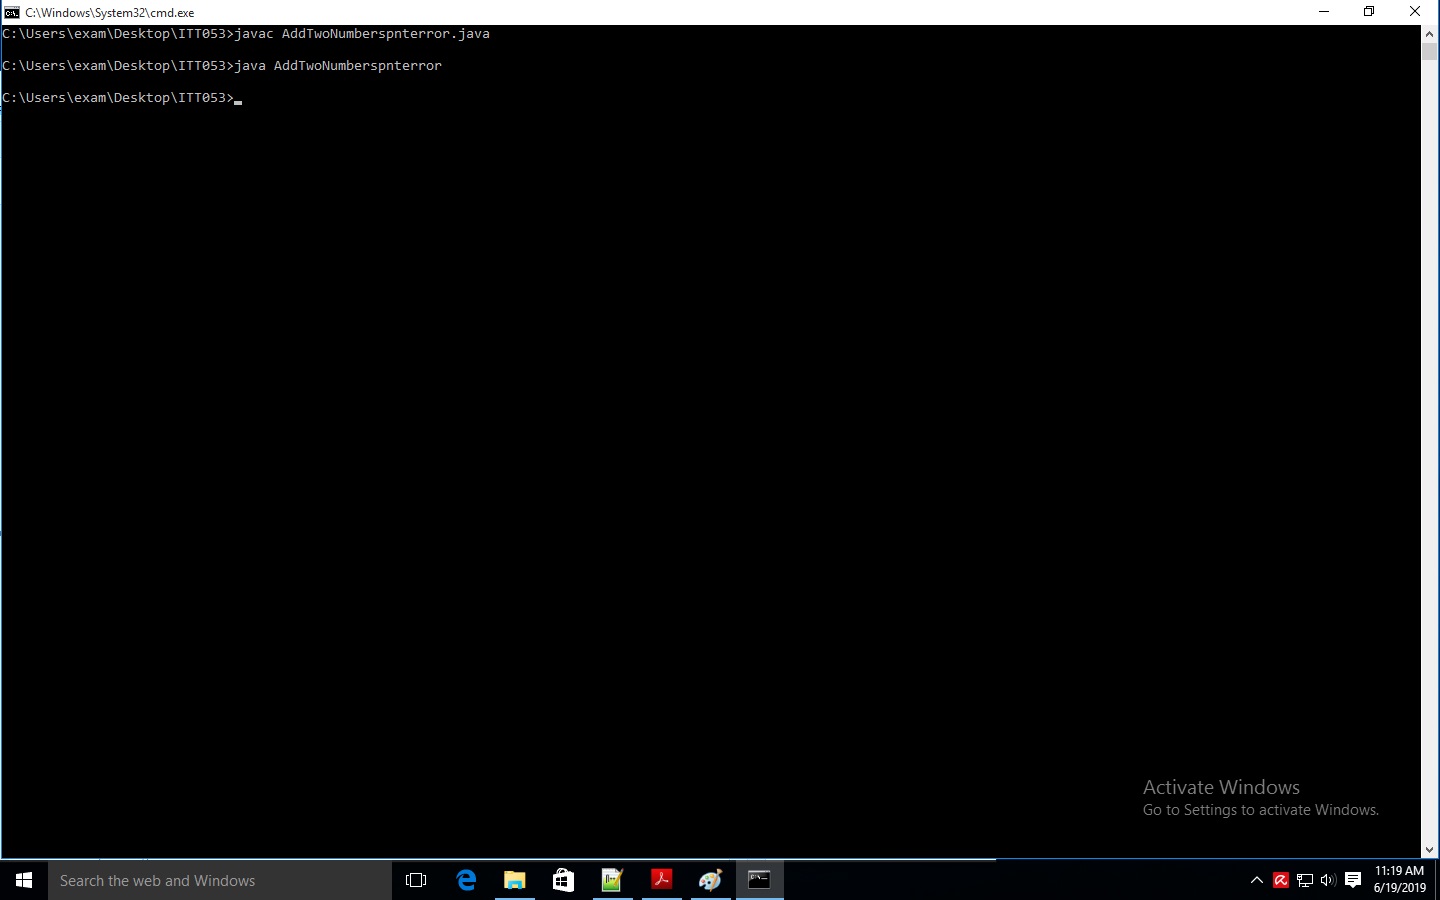 C:\Windows\System32\cmd.exe
C:\Users\exam\Desktop\ITT053>javac AddTwoNumberspnterror.java
C:\Users\exam\Desktop\ITT053>java AddTwoNumberspnterror
C:\Users\exam\Desktop\ITT053>
Activate Windows
Go to Settings to activate Windows.
Search the web and Windows
11:19 AM
6/19/2019